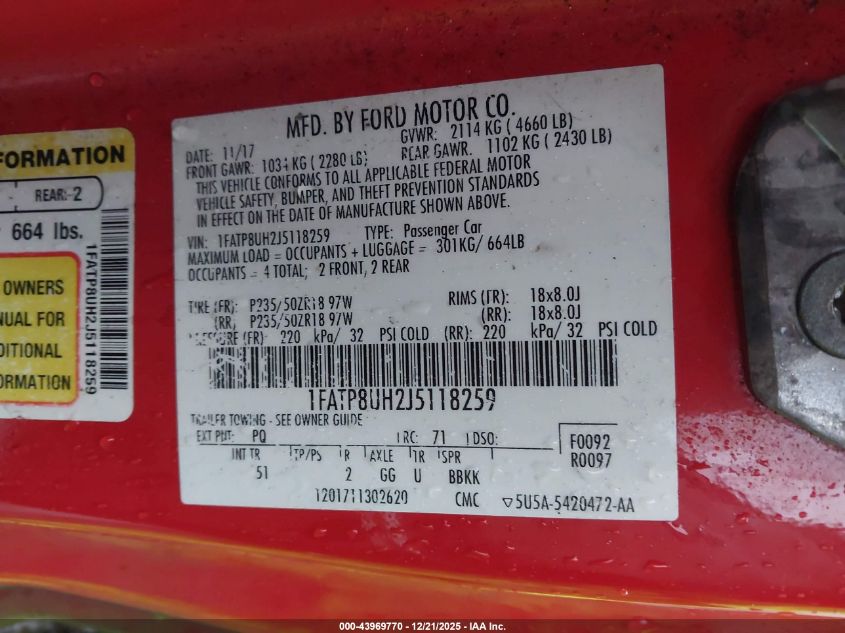 FORMATION
REAR: 2
664 lbs.
OWNERS
NUAL FOR
DITIONAL
ORMATION
1FATP8UH2J5118259
MFD. BY FORD MOTOR CO.
DATE: 11/17 GVWR: 2114 KG ( 4660 LB)
FRONT GAWR: 1034 KG ( 2280 LB) REAR GAWR: 1102 KG ( 2430 LB)
THIS VEHICLE CONFORMS TO ALL APPLICABLE FEDERAL MOTOR
VEHICLE SAFETY, BUMPER, AND THEFT PREVENTION STANDARDS
IN EFFECT ON THE DATE OF MANUFACTURE SHOWN ABOVE.
VIN: 1FATP8UH2J5118259 TYPE: Passenger Car
MAXIMUM LOAD = OCCUPANTS + LUGGAGE = 301KG/ 664LB
OCCUPANTS = 4 TOTAL; 2 FRONT, 2 REAR
TIRE (FR): P235/50ZR18 97W RIMS (FR): 18x8.0J
(RR) P235/50ZR18 97W (RR): 18x8.0J
PRESSURE (FR): 220 kPa/ 32 PSI COLD (RR): 220 kPa/ 32 PSI COLD
1FATP8UH2J5118259
TRAILER TOWING - SEE OWNER GUIDE
EXT PNT: PQ RC: 71 DSO: F0092
INT TR TP/PS R AXLE TR SPR R0097
51 2 GG U BBKK
1201711302620 CMC ▽5U5A-5420472-AA
000-43969770 - 12/21/2025 - IAA Inc.